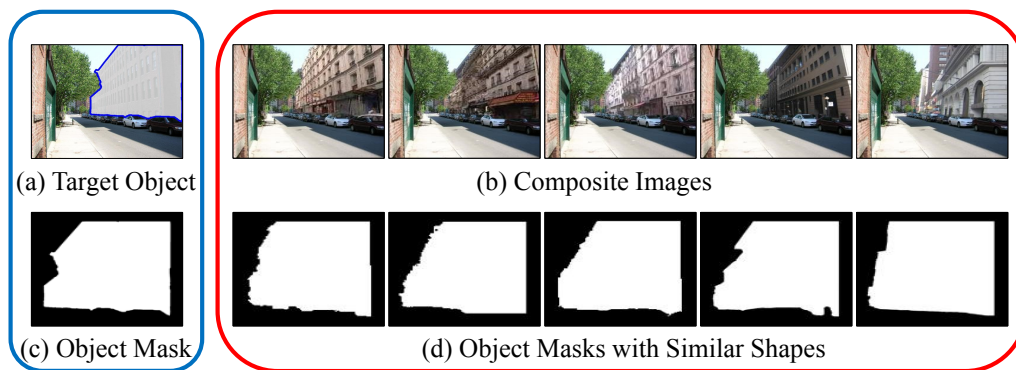 (a) Target Object
(b) Composite Images
(c) Object Mask
(d) Object Masks with Similar Shapes